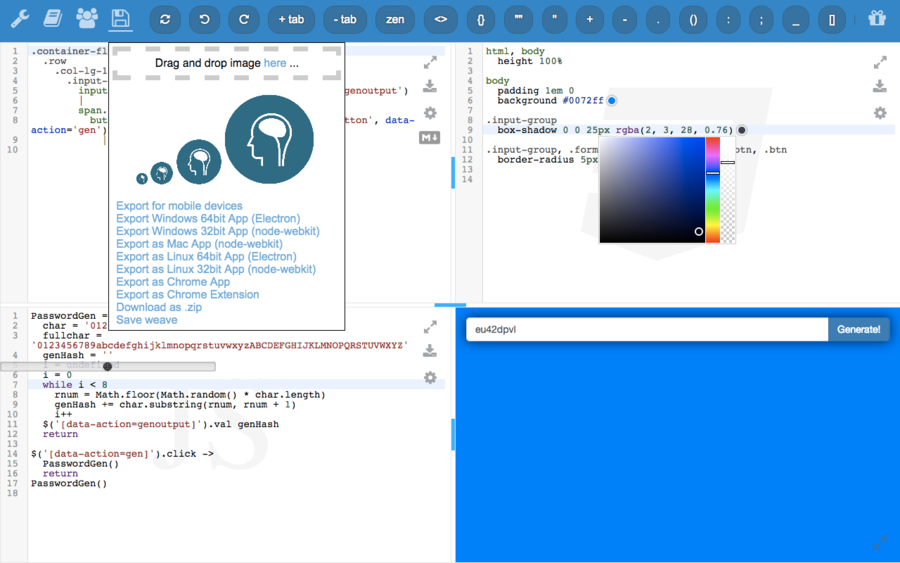 + tab
- tab
zen
<>
{}
""
"
+
-
.
()
:
;
_
[]
1 .container-fl
2 .row
3 .col-lg-l
4 .input-
5 input genoutput')
6
7 span.
8 but tton', data-
action='gen')
9
10
Drag and drop image here ...
Export for mobile devices
Export Windows 64bit App (Electron)
Export Windows 32bit App (node-webkit)
Export as Mac App (node-webkit)
Export as Linux 64bit App (Electron)
Export as Linux 32bit App (node-webkit)
Export as Chrome App
Export as Chrome Extension
Download as .zip
Save weave
M
1 html, body
2 height 100%
3
4 body
5 padding 1em 0
6 background #0072ff
7
8 .input-group
9 box-shadow 0 0 25px rgba(2, 3, 28, 0.76)
10
11 .input-group, .form btn, .btn
12 border-radius 5px
13
14
1 PasswordGen =
2 char = '012
3 fullchar =
'0123456789abcdefghijklmnopqrstuvwxyzABCDEFGHIJKLMNOPQRSTUVWXYZ'
4 genHash = ''
i = undefined
6 i = 0
7 while i < 8
8 rnum = Math.floor(Math.random() * char.length)
9 genHash += char.substring(rnum, rnum + 1)
10 i++
11 $('[data-action=genoutput]').val genHash
12 return
13
14 $('[data-action=gen]').click ->
15 PasswordGen()
16 return
17 PasswordGen()
18
JS
eu42dpvl
Generate!